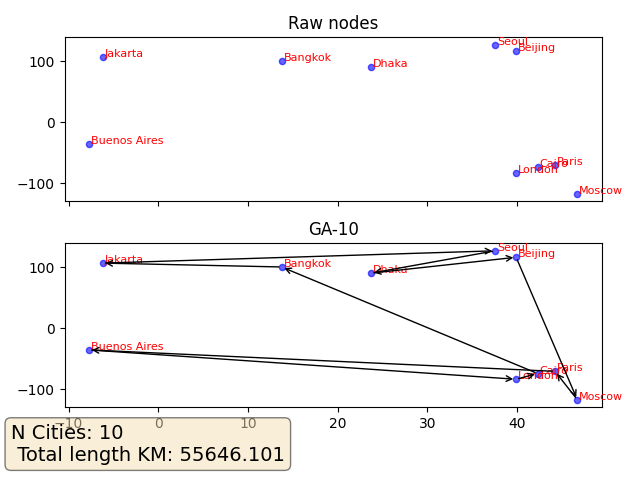 Raw nodes
100
0
−100
Jakarta
Bangkok
Dhaka
Seoul
Beijing
Buenos Aires
London
Cairo
Paris
Moscow
GA-10
100
0
−100
Jakarta
Bangkok
Dhaka
Seoul
Beijing
Buenos Aires
London
Cairo
Paris
Moscow
−10
0
10
20
30
40
N Cities: 10
Total length KM: 55646.101